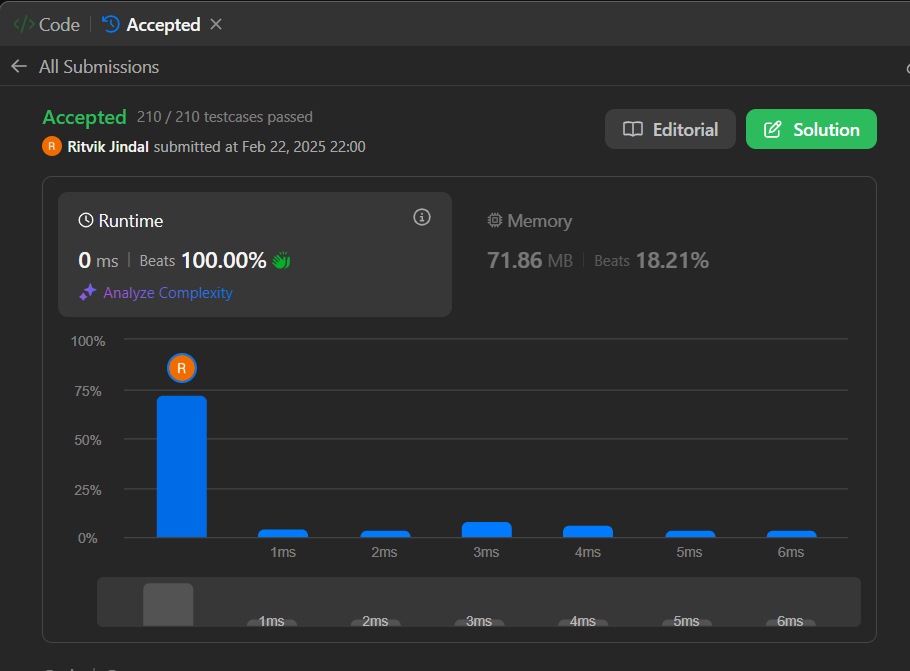 </> Code Accepted
All Submissions
Accepted 210 / 210 testcases passed
Editorial
Solution
R Ritvik Jindal submitted at Feb 22, 2025 22:00
Runtime
0 ms Beats 100.00%
Analyze Complexity
Memory
71.86 MB Beats 18.21%
100%
R
75%
50%
25%
0%
1ms 2ms 3ms 4ms 5ms 6ms
1ms 2ms 3ms 4ms 5ms 6ms